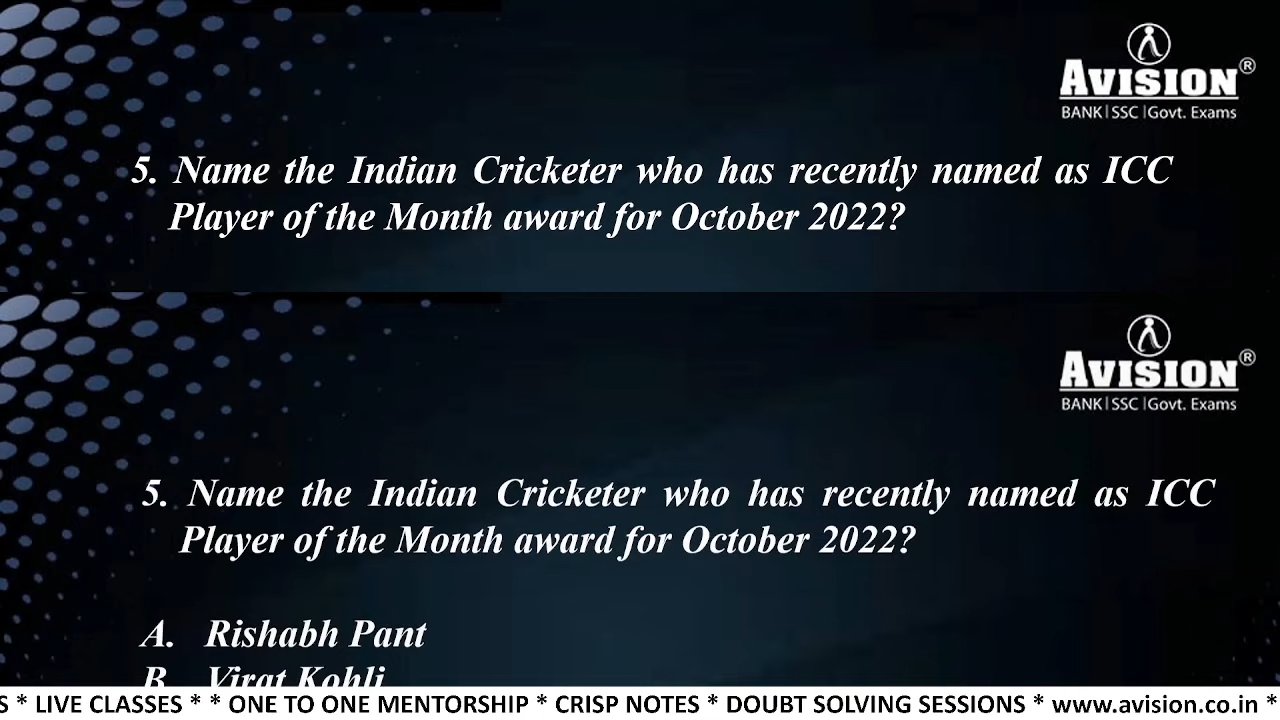 AVISION®
BANK|SSC|Govt. Exams
5. Name the Indian Cricketer who has recently named as ICC
Player of the Month award for October 2022?
AVISION®
BANK|SSC|Govt. Exams
5. Name the Indian Cricketer who has recently named as ICC
Player of the Month award for October 2022?
A. Rishabh Pant
B. Virat Kohli
S * LIVE CLASSES * * ONE TO ONE MENTORSHIP * CRISP NOTES * DOUBT SOLVING SESSIONS * www.avision.co.in *